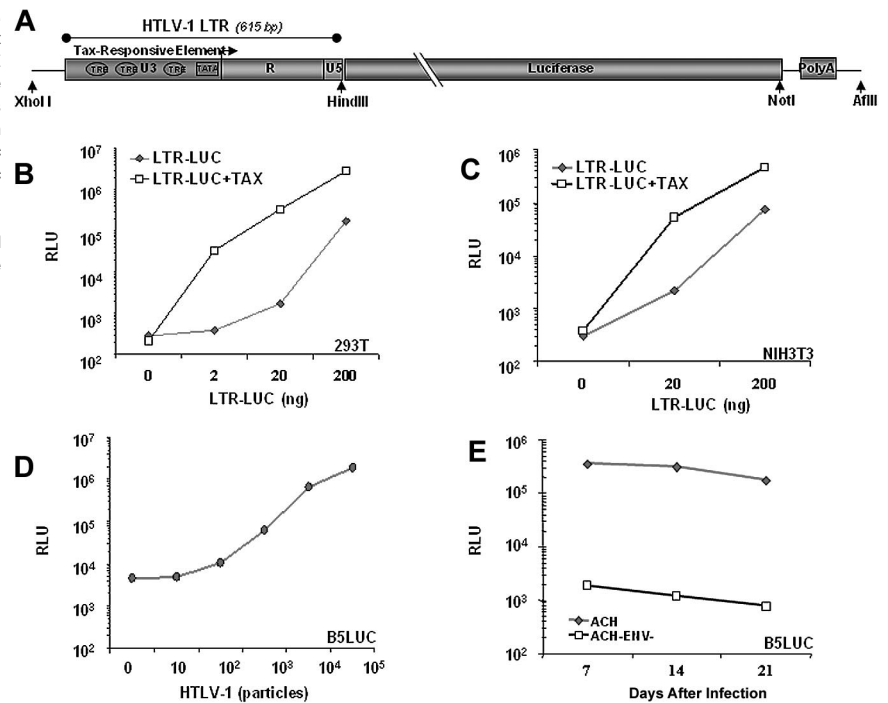 A
HTLV-1 LTR (615 bp)
Tax-Responsive Element
TRE TRE U3 TRE TATA R U5 Luciferase PolyA
XhoI I HindIII NotI AflII
B
LTR-LUC
LTR-LUC+TAX
RLU
10^7
10^6
10^5
10^4
10^3
10^2
293T
0 2 20 200
LTR-LUC (ng)
C
LTR-LUC
LTR-LUC+TAX
RLU
10^6
10^5
10^4
10^3
10^2
NIH3T3
0 20 200
LTR-LUC (ng)
D
RLU
10^7
10^6
10^5
10^4
10^3
10^2
B5LUC
0 10 10^2 10^3 10^4 10^5
HTLV-1 (particles)
E
RLU
10^6
10^5
10^4
10^3
10^2
ACH
ACH-ENV-
B5LUC
7 14 21
Days After Infection